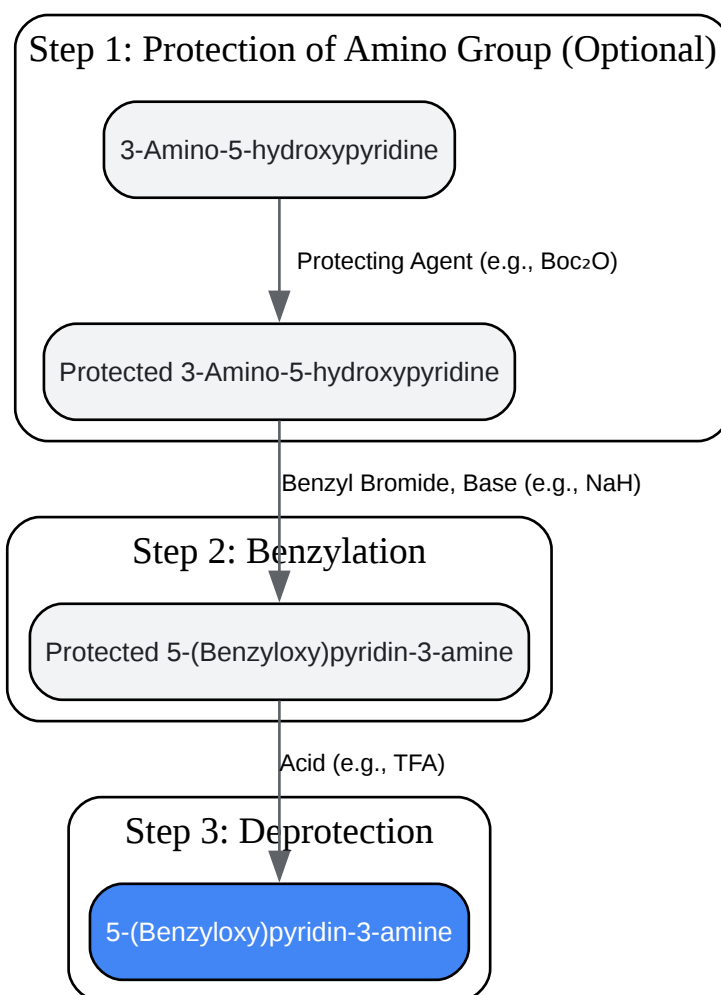 Step 1: Protection of Amino Group (Optional)
3-Amino-5-hydroxypyridine
Protecting Agent (e.g., Boc₂O)
Protected 3-Amino-5-hydroxypyridine
Benzyl Bromide, Base (e.g., NaH)
Step 2: Benzylation
Protected 5-(Benzyloxy)pyridin-3-amine
Acid (e.g., TFA)
Step 3: Deprotection
5-(Benzyloxy)pyridin-3-amine